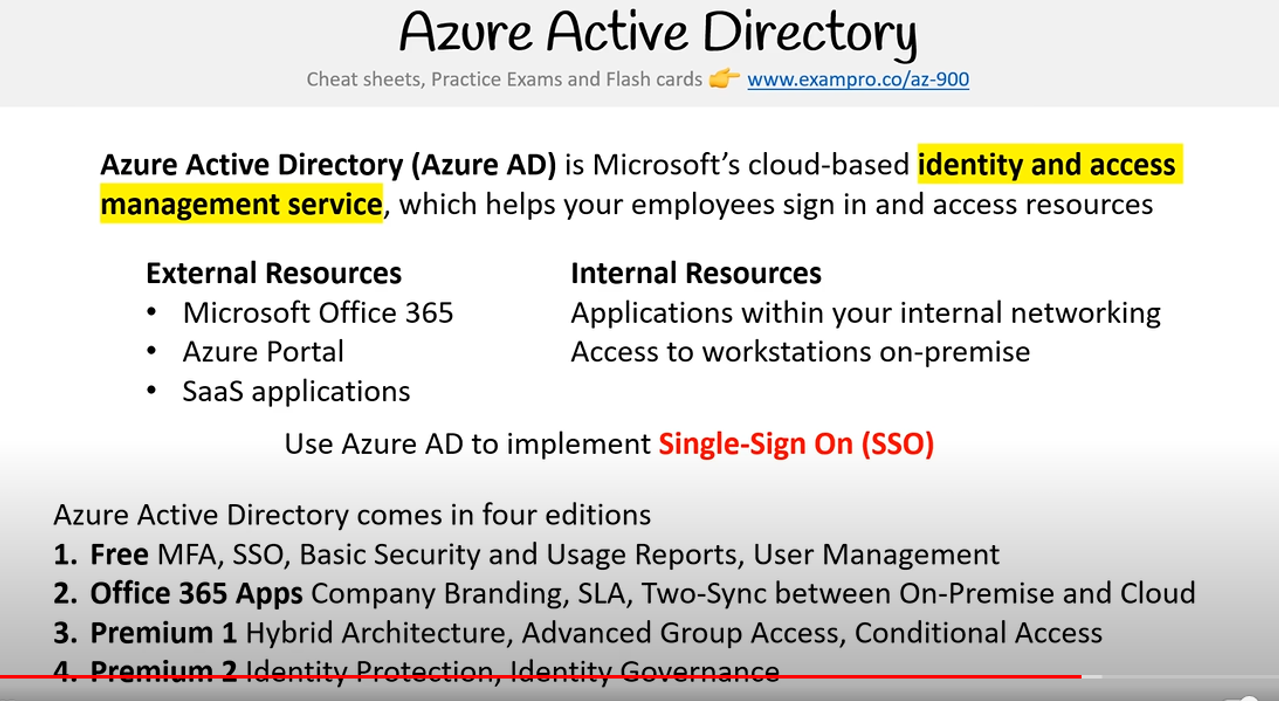 Azure Active Directory
Cheat sheets, Practice Exams and Flash cards 👉 www.exampro.co/az-900
Azure Active Directory (Azure AD) is Microsoft’s cloud-based identity and access
management service, which helps your employees sign in and access resources
External Resources
• Microsoft Office 365
• Azure Portal
• SaaS applications
Internal Resources
Applications within your internal networking
Access to workstations on-premise
Use Azure AD to implement Single-Sign On (SSO)
Azure Active Directory comes in four editions
1. Free MFA, SSO, Basic Security and Usage Reports, User Management
2. Office 365 Apps Company Branding, SLA, Two-Sync between On-Premise and Cloud
3. Premium 1 Hybrid Architecture, Advanced Group Access, Conditional Access
4. Premium 2 Identity Protection, Identity Governance